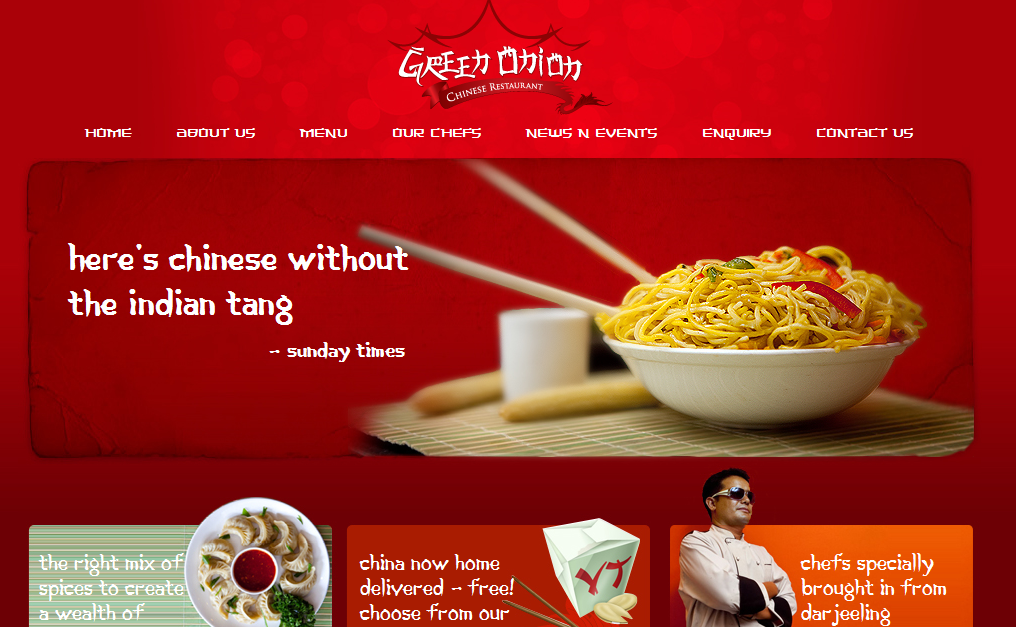 Green Onion
Chinese Restaurant
HOME ABOUT US MENU OUR CHEFS NEWS N EVENTS ENQUIRY CONTACT US
here's chinese without
the indian tang
- sunday times
the right mix of
spices to create
a wealth of
china now home
delivered - free!
choose from our
YT
chefs specially
brought in from
darjeeling